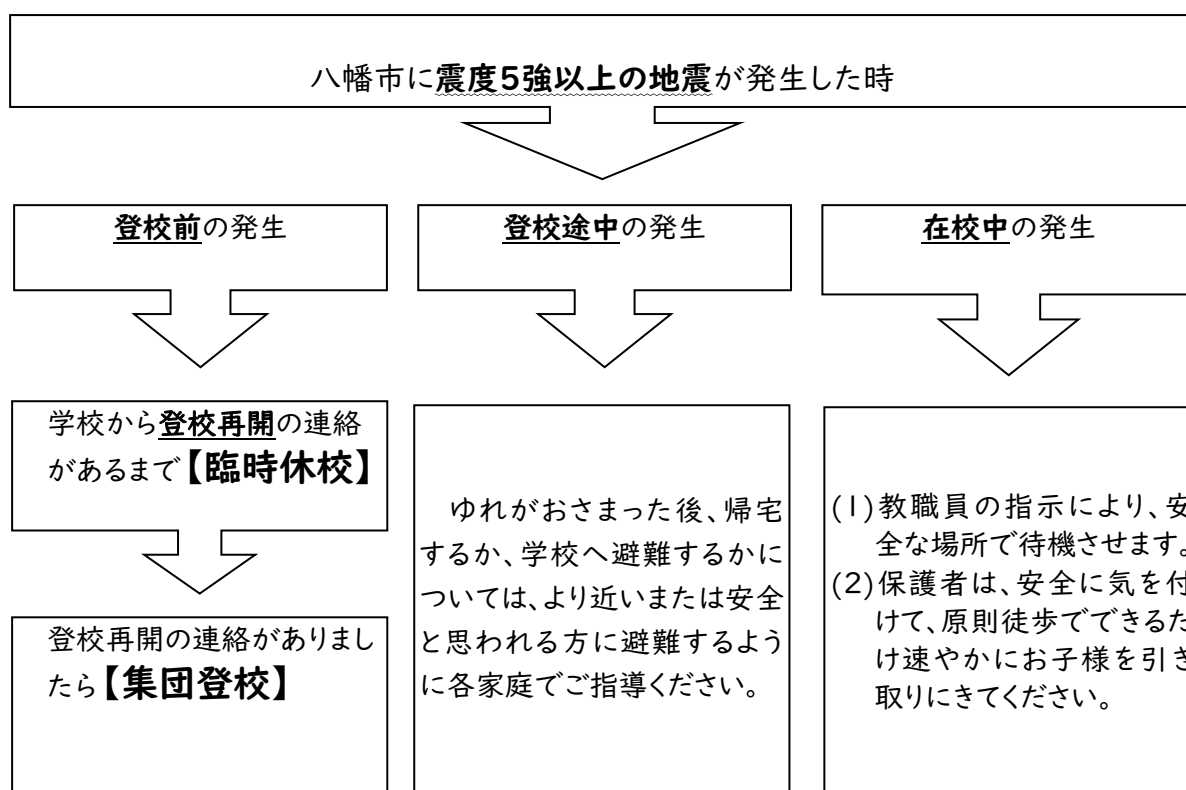 八幡市に震度5強以上の地震が発生した時
登校前の発生
登校途中の発生
在校中の発生
学校から登校再開の連絡
があるまで【臨時休校】
登校再開の連絡がありまし
たら【集団登校】
ゆれがおさまった後、帰宅
するか、学校へ避難するかに
ついては、より近いまたは安全
と思われる方に避難するよう
に各家庭でご指導ください。
(1)教職員の指示により、安
全な場所で待機させます。
(2)保護者は、安全に気を付
けて、原則徒歩でできるだ
け速やかにお子様を引き
取りにきてください。